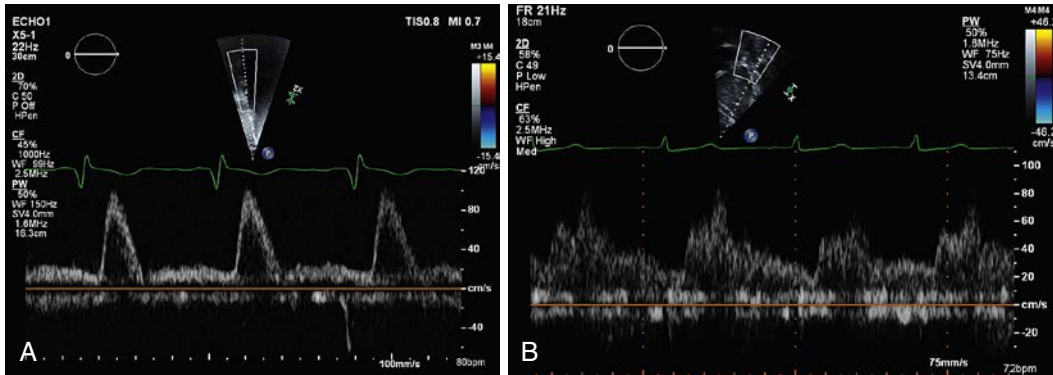 ECHO1
X5-1
22Hz
30cm
TIS0.8 MI 0.7
0
2D
70%
C 50
P Off
HPen
CF
45%
1000Hz
WF 99Hz
2.5MHz
PW
50%
WF 150Hz
SV4.0mm
1.6MHz
16.3cm
M3 M4
+15.4
-15.4
cm/s
P
120
-80
-40
cm/s
-40
100mm/s
80bpm
A
FR 21Hz
18cm
0
2D
58%
C 49
P Low
HPen
CF
63%
2.5MHz
WF High
Med
PW
50%
1.6MHz
WF 75Hz
SV4.0mm
13.4cm
M4 M4
+46.2
-46.2
cm/s
P
100
80
60
40
20
cm/s
-20
75mm/s
72bpm
B